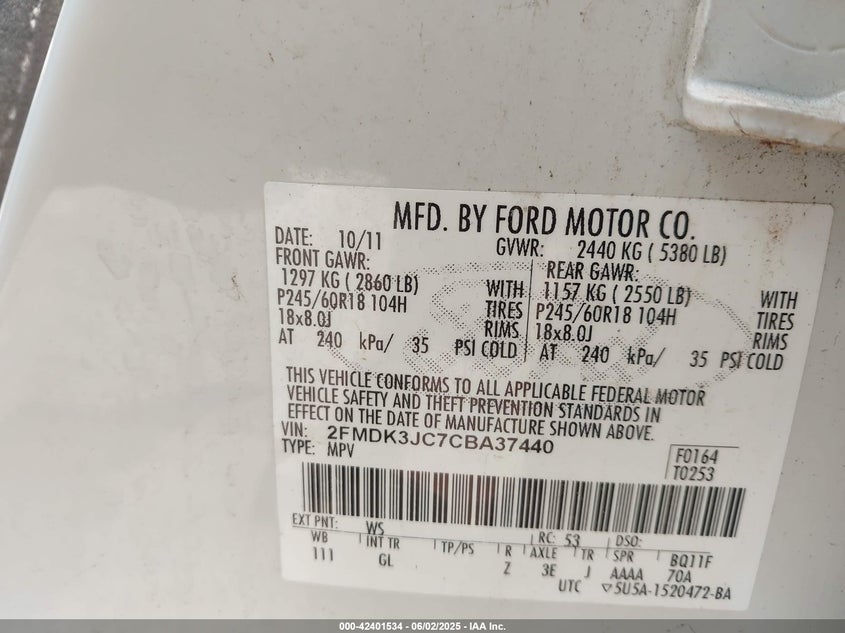 MFD. BY FORD MOTOR CO.
DATE: 10/11 GVWR: 2440 KG ( 5380 LB)
FRONT GAWR: REAR GAWR:
1297 KG ( 2860 LB) WITH 1157 KG ( 2550 LB) WITH
P245/60R18 104H TIRES P245/60R18 104H TIRES
18x8.0J RIMS 18x8.0J RIMS
AT 240 kPa/ 35 PSI COLD AT 240 kPa/ 35 PSI COLD
THIS VEHICLE CONFORMS TO ALL APPLICABLE FEDERAL MOTOR
VEHICLE SAFETY AND THEFT PREVENTION STANDARDS IN
EFFECT ON THE DATE OF MANUFACTURE SHOWN ABOVE.
VIN: 2FMDK3JC7CBA37440
TYPE: MPV
F0164
T0253
EXT PNT: WS RC: 53 DSO:
WB INT TR TP/PS R AXLE TR SPR BQ11F
111 GL Z 3E J AAAA 70A
UTC ▽5U5A-1520472-BA
000-42401534 - 06/02/2025 - IAA Inc.